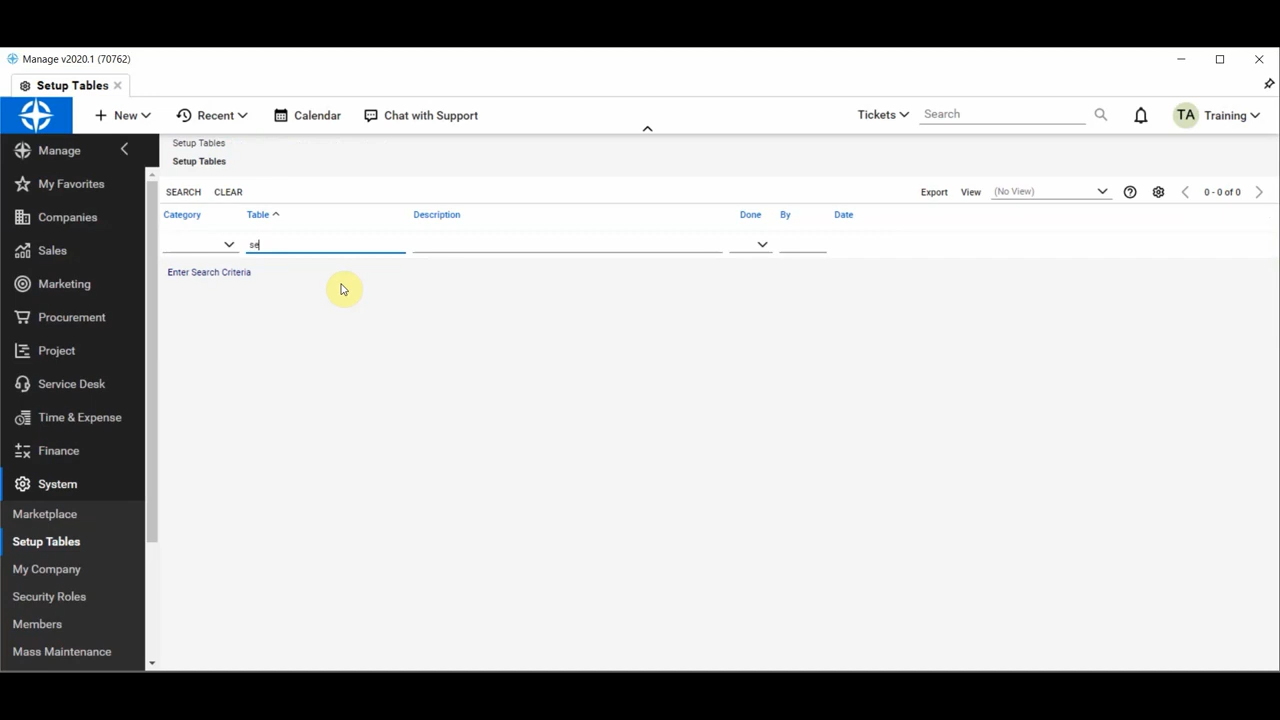 Manage v2020.1 (70762)
Setup Tables
New
Recent
Calendar
Chat with Support
Tickets
Search
TA
Training
Manage
My Favorites
Companies
Sales
Marketing
Procurement
Project
Service Desk
Time & Expense
Finance
System
Marketplace
Setup Tables
My Company
Security Roles
Members
Mass Maintenance
Setup Tables
Setup Tables
SEARCH CLEAR
Export View (No View) 0 - 0 of 0
Category Table Description Done By Date
se
Enter Search Criteria